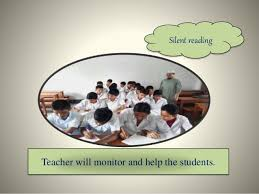 Silent reading
Teacher will monitor and help the students.